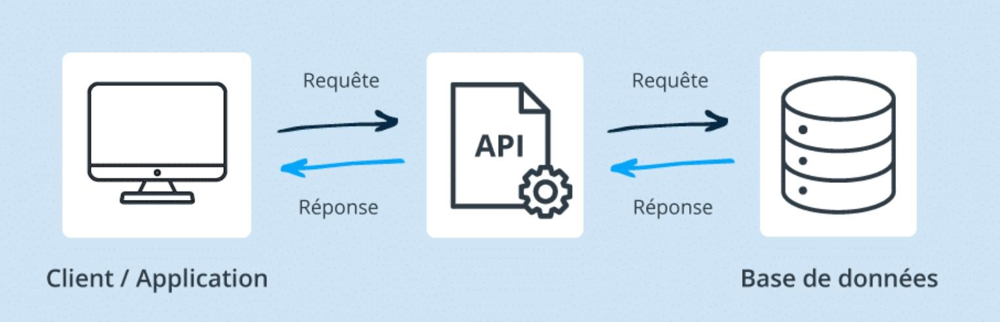 Requête
Requête
API
Réponse
Réponse
Client / Application
Base de données